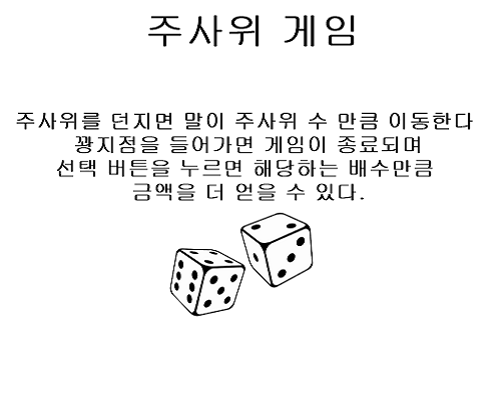 주사위 게임
주사위를 던지면 말이 주사위 수 만큼 이동한다
꽝지점을 들어가면 게임이 종료되며
선택 버튼을 누르면 해당하는 배수만큼
금액을 더 얻을 수 있다.